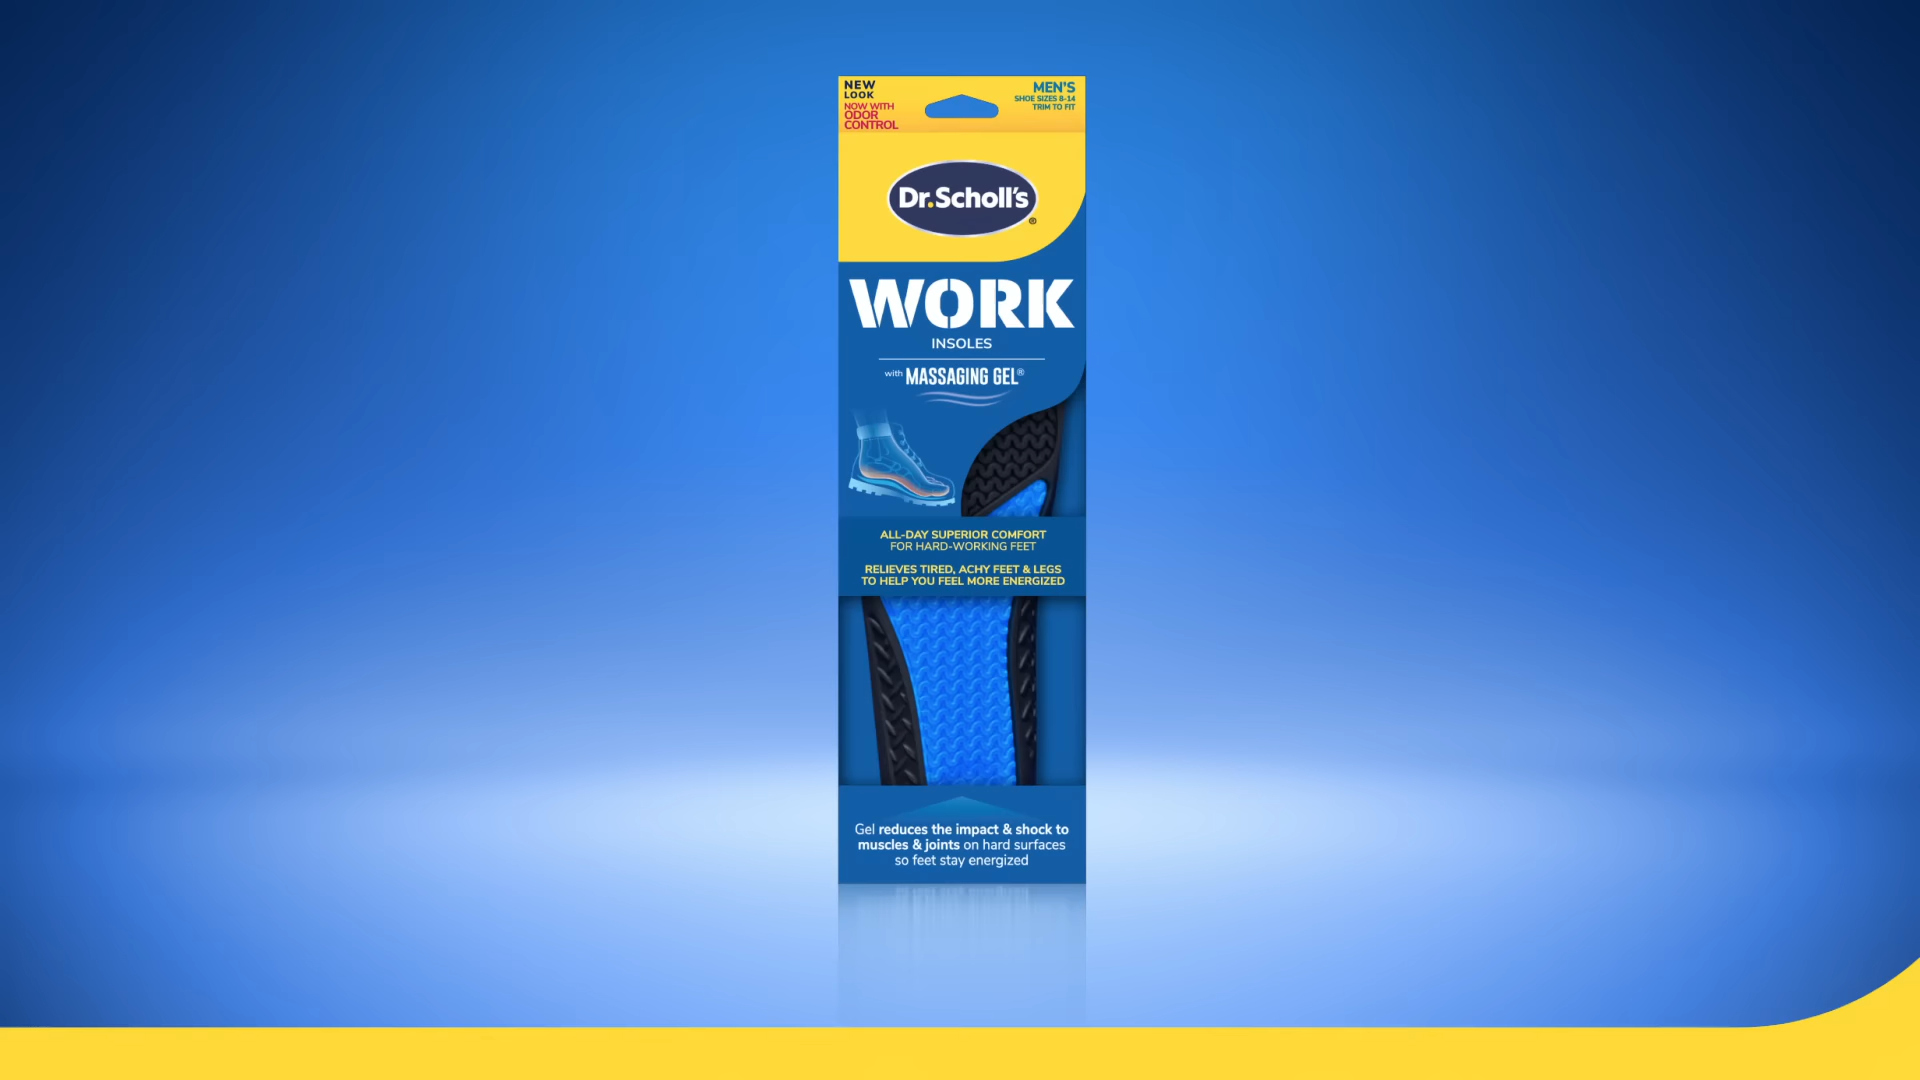 NEW
LOOK
NOW WITH
ODOR
CONTROL
MEN'S
SHOE SIZES 8-14
TRIM TO FIT
Dr.Scholl's
®
WORK
INSOLES
with MASSAGING GEL®
ALL-DAY SUPERIOR COMFORT
FOR HARD-WORKING FEET
RELIEVES TIRED, ACHY FEET & LEGS
TO HELP YOU FEEL MORE ENERGIZED
Gel reduces the impact & shock to
muscles & joints on hard surfaces
so feet stay energized